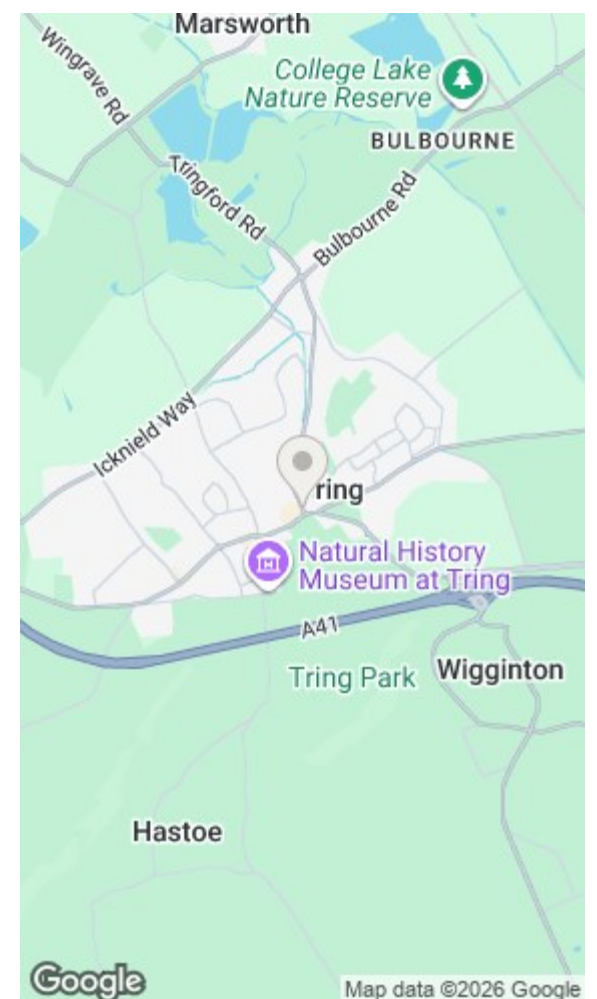 Marsworth
Wingrave Rd
College Lake
Nature Reserve
BULBOURNE
Tringford Rd
Bulbourne Rd
Icknield Way
ring
Natural History
Museum at Tring
A41
Tring Park
Wigginton
Hastoe
Google
Map data ©2026 Google